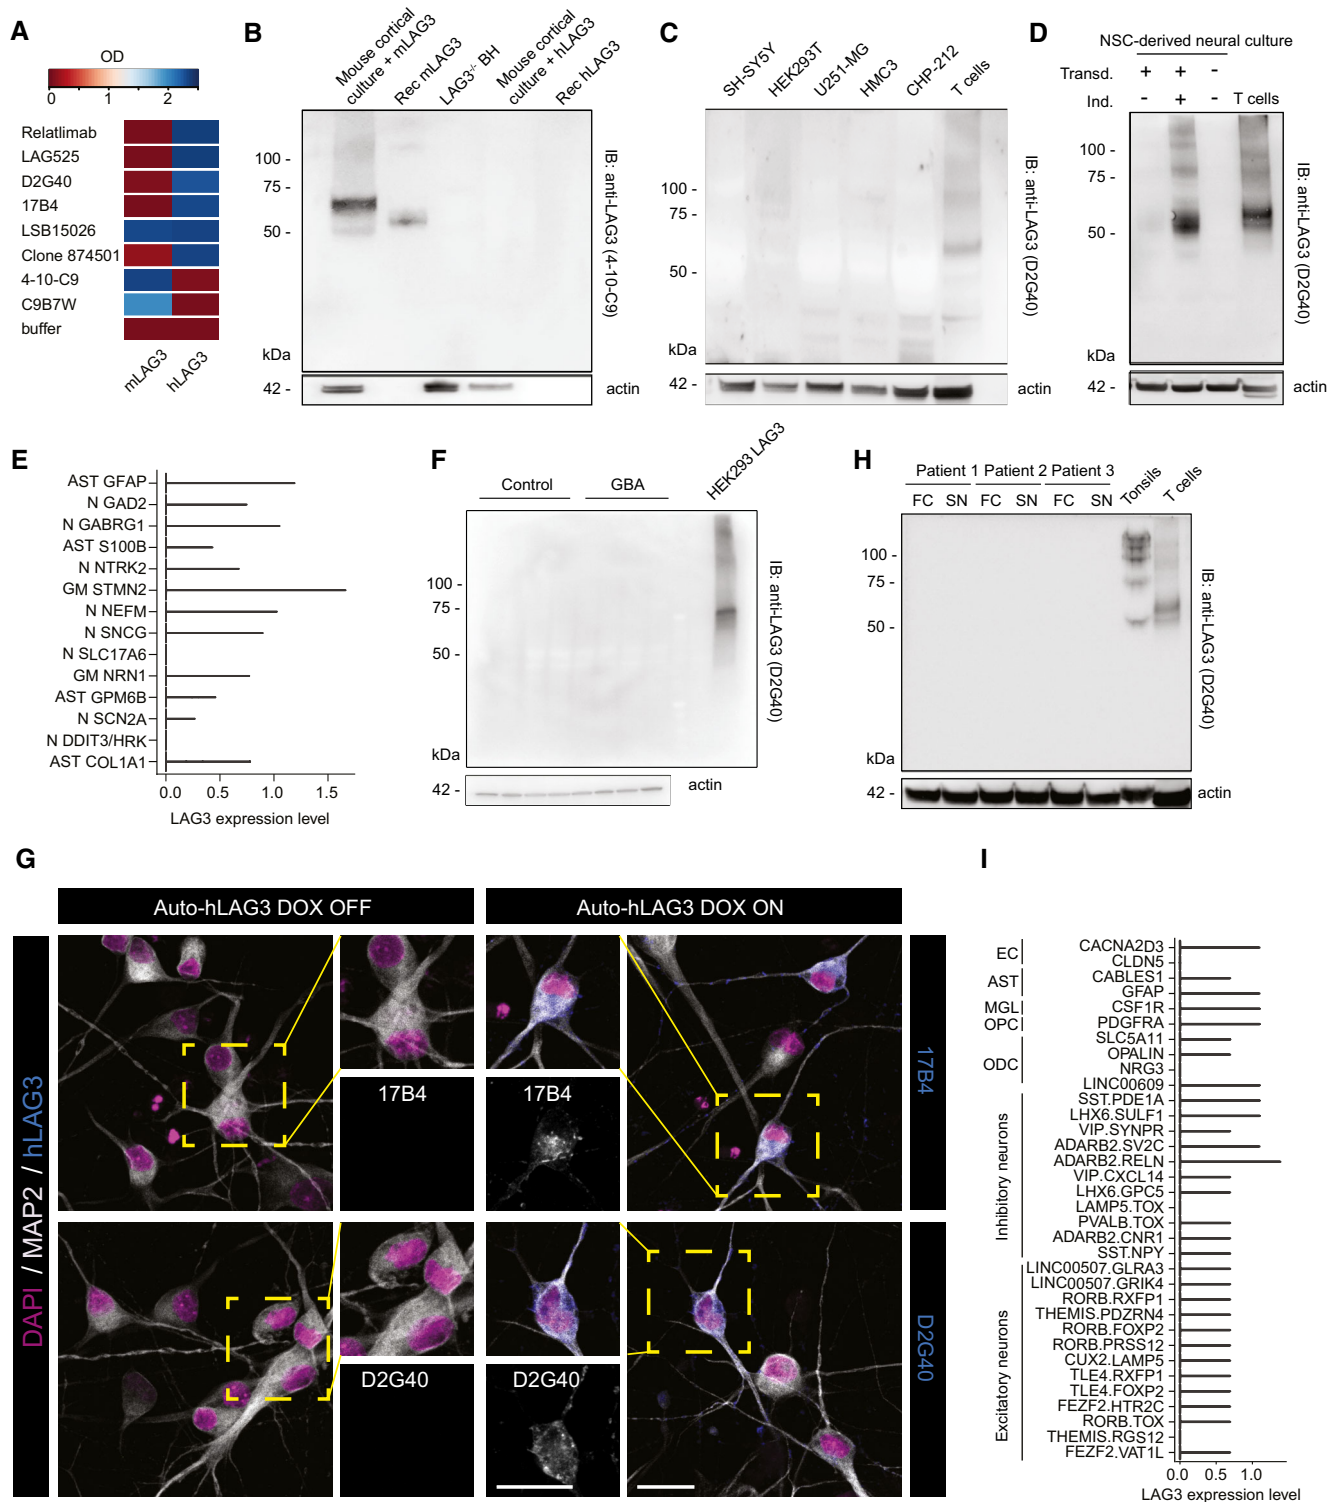 A
OD
0 1 2
Relatlimab
LAG525
D2G40
17B4
LSB15026
Clone 874501
4-10-C9
C9B7W
buffer
mLAG3
hLAG3
B
Mouse cortical
culture + mLAG3
Rec mLAG3
LAG3-/- BH
Mouse cortical
culture + hLAG3
Rec hLAG3
100 -
75 -
50 -
kDa
42 -
actin
IB: anti-LAG3 (4-10-C9)
C
SH-SY5Y
HEK293T
U251-MG
HMC3
CHP-212
T cells
100 -
75 -
50 -
kDa
42 -
actin
IB: anti-LAG3 (D2G40)
D
NSC-derived neural culture
Transd. + + -
Ind. - + - T cells
100 -
75 -
50 -
kDa
42 -
actin
IB: anti-LAG3 (D2G40)
E
AST GFAP
N GAD2
N GABRG1
AST S100B
N NTRK2
GM STMN2
N NEFM
N SNCG
N SLC17A6
GM NRN1
AST GPM6B
N SCN2A
N DDIT3/HRK
AST COL1A1
0.0 0.5 1.0 1.5
LAG3 expression level
F
Control GBA
HEK293 LAG3
100 -
75 -
50 -
kDa
42 -
actin
IB: anti-LAG3 (D2G40)
H
Patient 1 Patient 2 Patient 3
FC SN FC SN FC SN
Tonsils
T cells
100 -
75 -
50 -
kDa
42 -
actin
IB: anti-LAG3 (D2G40)
G
Auto-hLAG3 DOX OFF
Auto-hLAG3 DOX ON
DAPI / MAP2 / hLAG3
17B4
17B4
17B4
D2G40
D2G40
D2G40
I
EC
AST
MGL
OPC
ODC
Inhibitory neurons
Excitatory neurons
CACNA2D3
CLDN5
CABLES1
GFAP
CSF1R
PDGFRA
SLC5A11
OPALIN
NRG3
LINC00609
SST.PDE1A
LHX6.SULF1
VIP.SYNPR
ADARB2.SV2C
ADARB2.RELN
VIP.CXCL14
LHX6.GPC5
LAMP5.TOX
PVALB.TOX
ADARB2.CNR1
SST.NPY
LINC00507.GLRA3
LINC00507.GRIK4
RORB.RXFP1
THEMIS.PDZRN4
RORB.FOXP2
RORB.PRSS12
CUX2.LAMP5
TLE4.RXFP1
TLE4.FOXP2
FEZF2.HTR2C
RORB.TOX
THEMIS.RGS12
FEZF2.VAT1L
0.0 0.5 1.0
LAG3 expression level